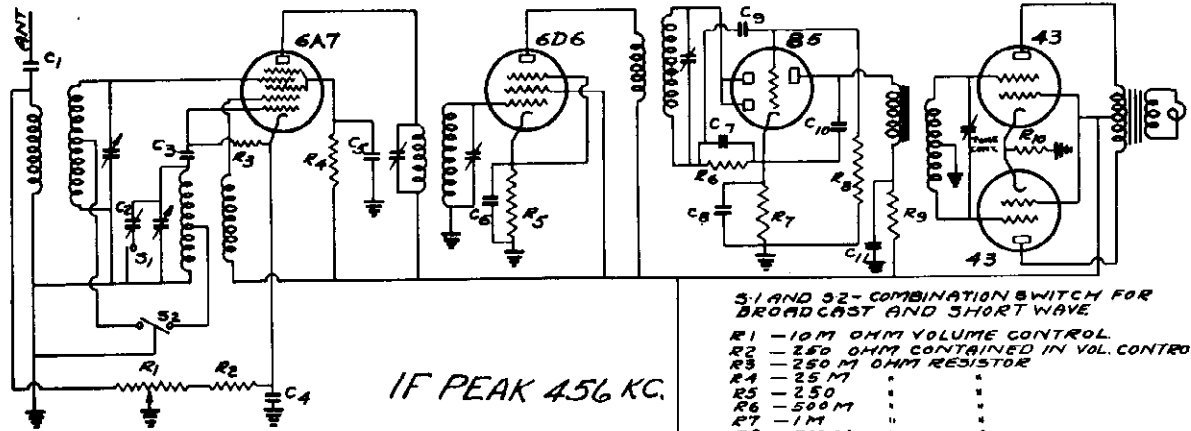 ANT
C1
6A7
6D6
C9
85
43
C3
R3
R4
C5
C7
R6
C10
R8
TONE CONT.
R10
C2
S1
C6
R5
C8
R7
C11
R9
43
S2
R1
R2
C4
IF PEAK 456 KC.
S-1 AND S-2 - COMBINATION SWITCH FOR
BROADCAST AND SHORT WAVE
R1 - 10 M OHM VOLUME CONTROL.
R2 - 250 OHM CONTAINED IN VOL. CONTRO
R3 - 250 M OHM RESISTOR
R4 - 25 M " "
R5 - 250 " "
R6 - 500 M " "
R7 - 1 M " "